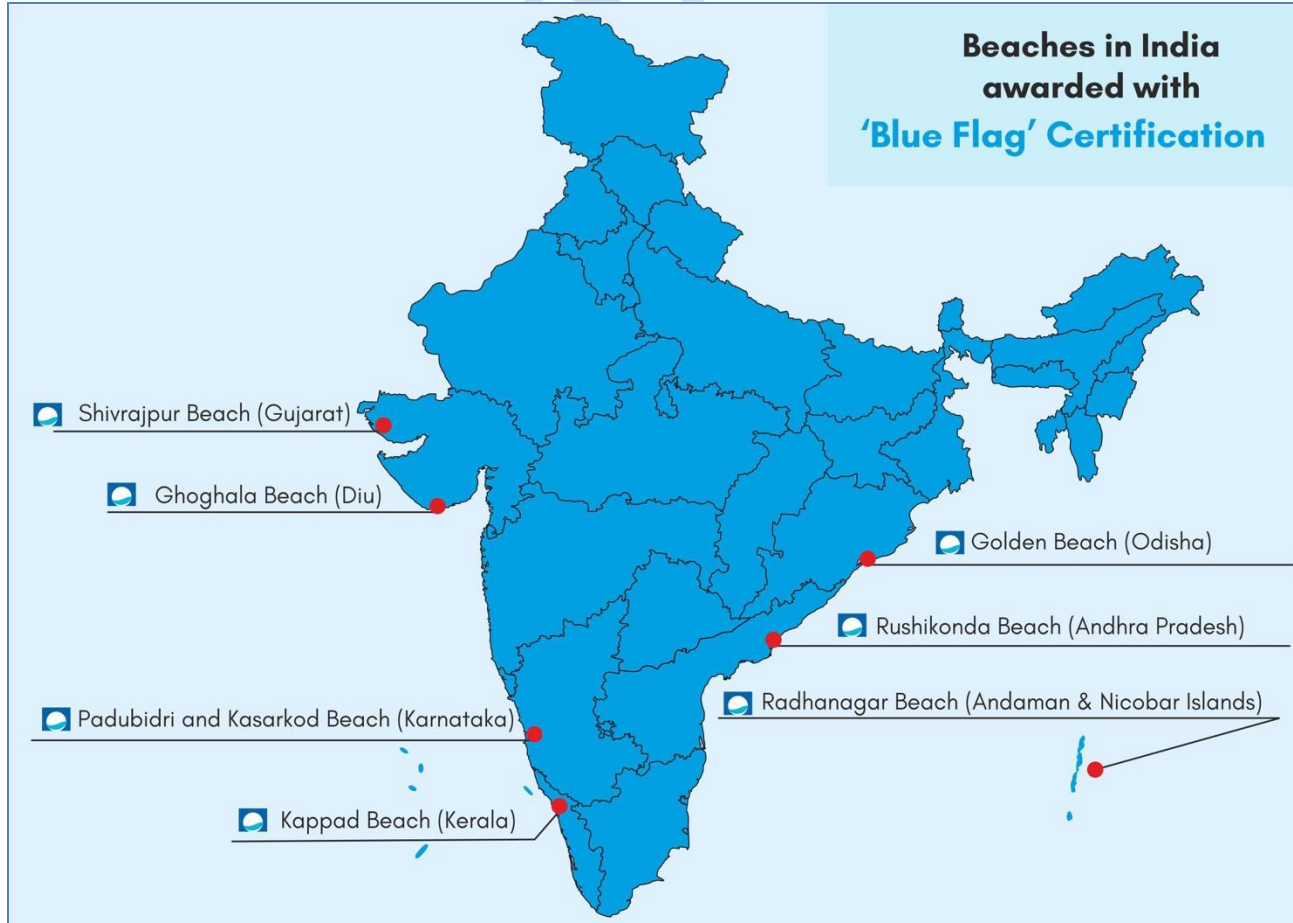 Beaches in India
awarded with
‘Blue Flag’ Certification
Shivrajpur Beach (Gujarat)
Ghoghala Beach (Diu)
Golden Beach (Odisha)
Rushikonda Beach (Andhra Pradesh)
Radhanagar Beach (Andaman & Nicobar Islands)
Padubidri and Kasarkod Beach (Karnataka)
Kappad Beach (Kerala)